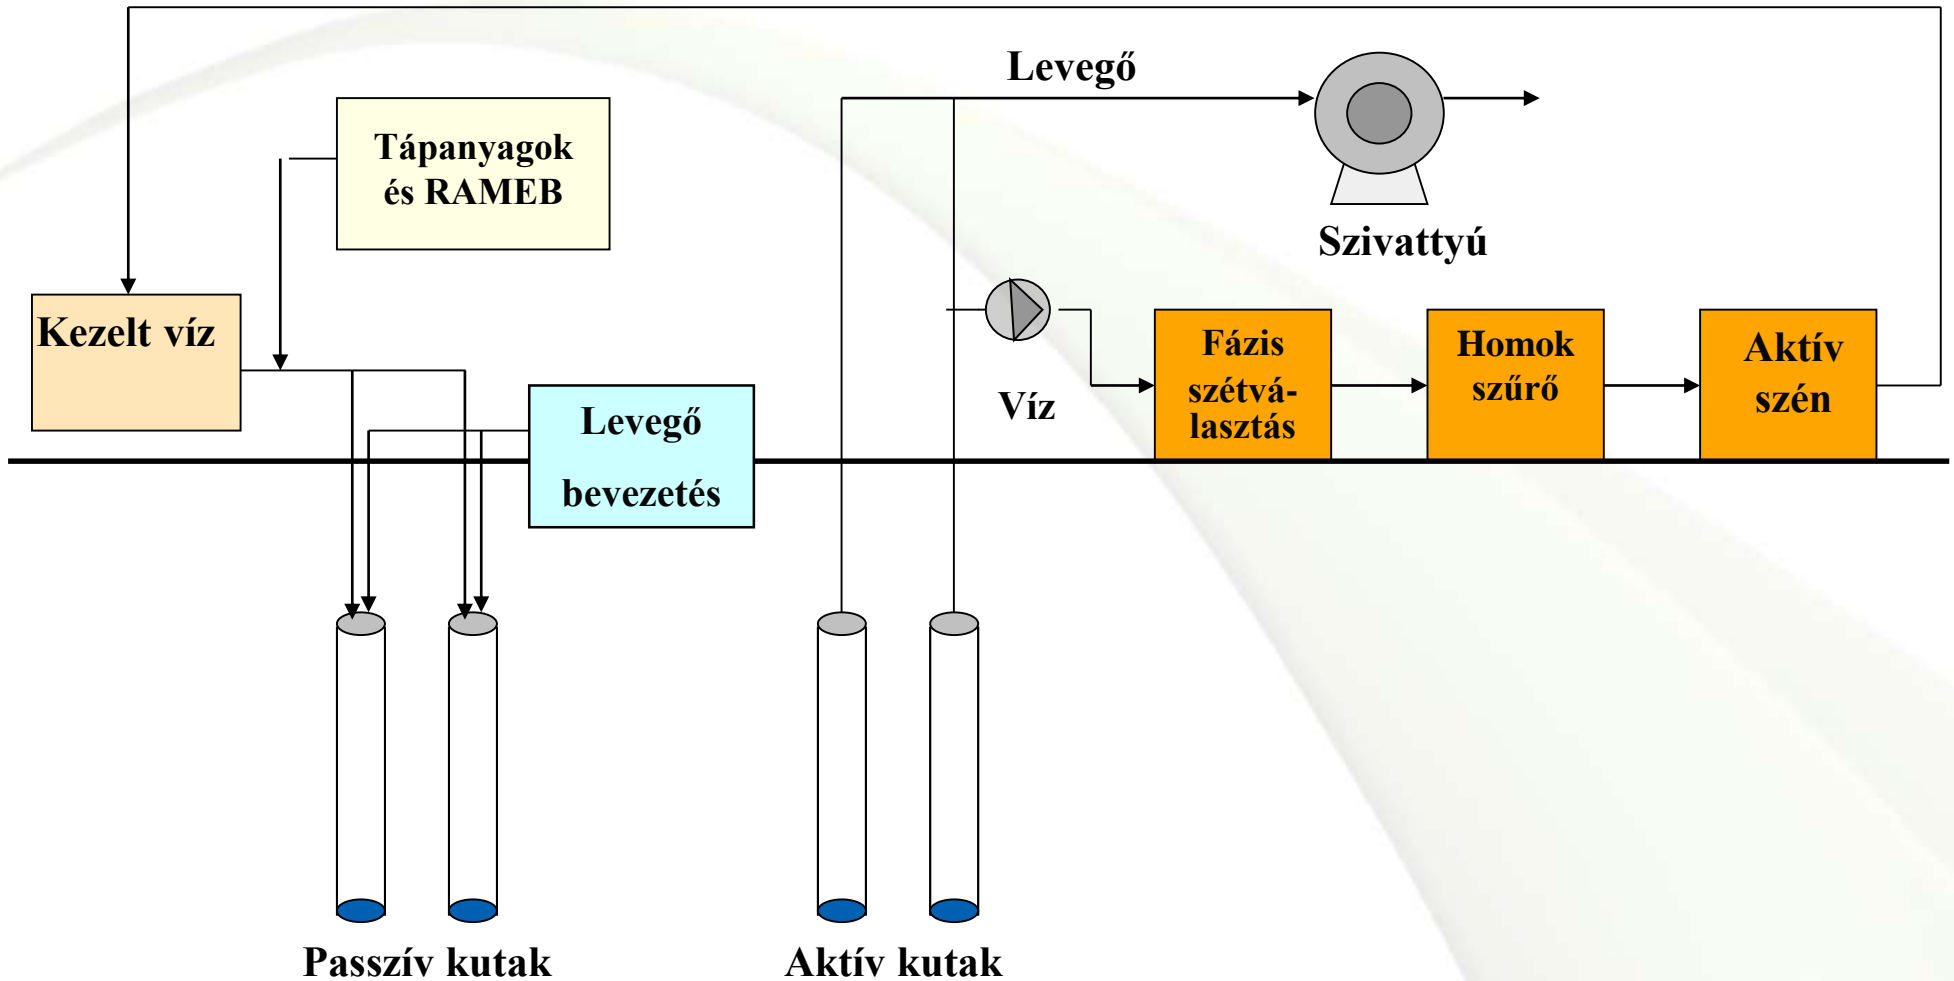 Levegő
Tápanyagok
és RAMEB
Szivattyú
Kezelt víz
Víz
Fázis
szétvá-
lasztás
Homok
szűrő
Aktív
szén
Levegő
bevezetés
Passzív kutak
Aktív kutak